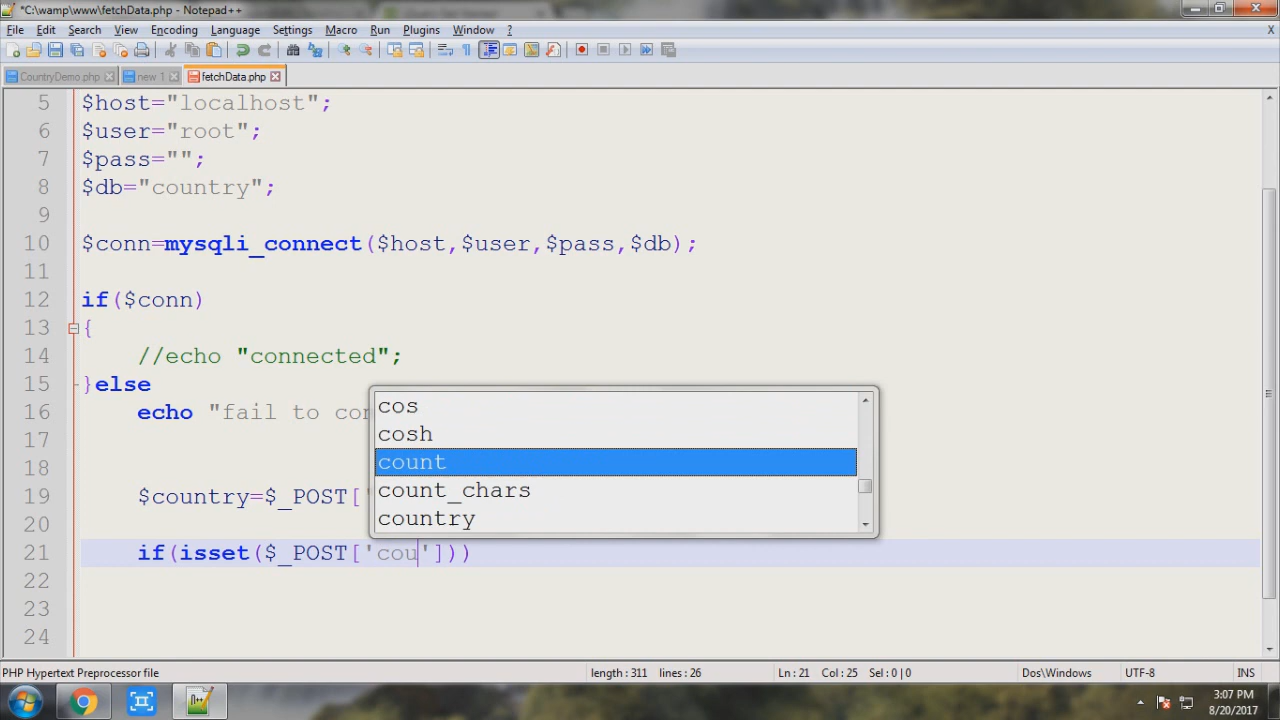 *C:\wamp\www\fetchData.php - Notepad++
File Edit Search View Encoding Language Settings Macro Run Plugins Window ? X
CountryDemo.php new 1 fetchData.php
5 $host="localhost";
6 $user="root";
7 $pass="";
8 $db="country";
9
10 $conn=mysqli_connect($host,$user,$pass,$db);
11
12 if($conn)
13 {
14 //echo "connected";
15 }else
16 echo "fail to con
17
18
19 $country=$_POST['
20
21 if(isset($_POST['cou']))
22
23
24
cos
cosh
count
count_chars
country
PHP Hypertext Preprocessor file length : 311 lines : 26 Ln : 21 Col : 25 Sel : 0 | 0 Dos\Windows UTF-8 INS
3:07 PM
8/20/2017